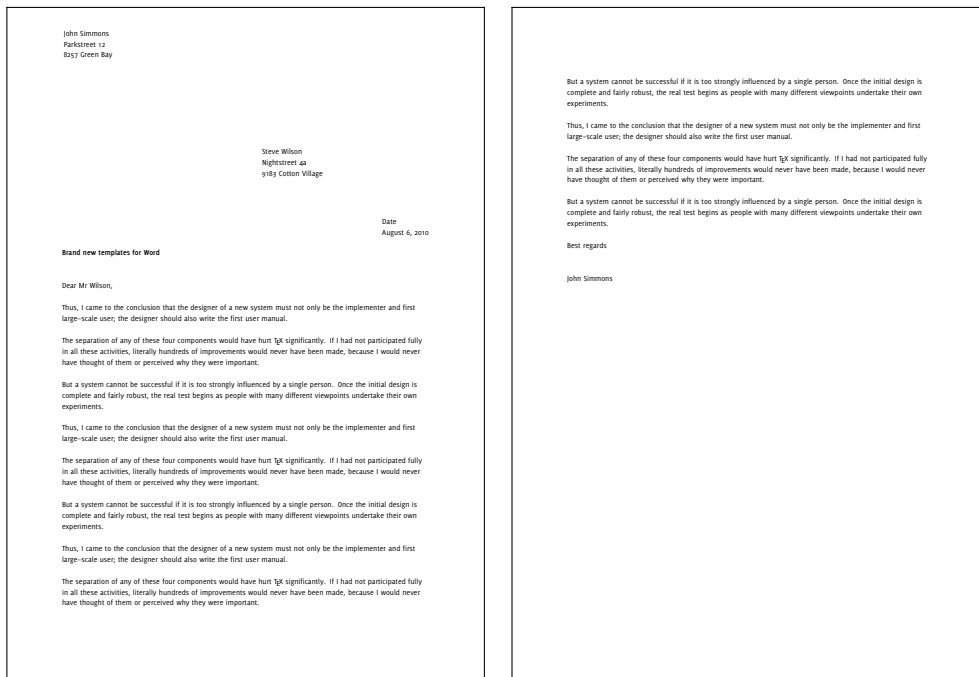 John Simmons
Parkstreet 12
8257 Green Bay
Steve Wilson
Nightstreet 4a
9183 Cotton Village
Date
August 6, 2010
Brand new templates for Word
Dear Mr Wilson,
Thus, I came to the conclusion that the designer of a new system must not only be the implementer and first
large–scale user; the designer should also write the first user manual.
The separation of any of these four components would have hurt TEX significantly. If I had not participated fully
in all these activities, literally hundreds of improvements would never have been made, because I would never
have thought of them or perceived why they were important.
But a system cannot be successful if it is too strongly influenced by a single person. Once the initial design is
complete and fairly robust, the real test begins as people with many different viewpoints undertake their own
experiments.
Thus, I came to the conclusion that the designer of a new system must not only be the implementer and first
large–scale user; the designer should also write the first user manual.
The separation of any of these four components would have hurt TEX significantly. If I had not participated fully
in all these activities, literally hundreds of improvements would never have been made, because I would never
have thought of them or perceived why they were important.
But a system cannot be successful if it is too strongly influenced by a single person. Once the initial design is
complete and fairly robust, the real test begins as people with many different viewpoints undertake their own
experiments.
Thus, I came to the conclusion that the designer of a new system must not only be the implementer and first
large–scale user; the designer should also write the first user manual.
The separation of any of these four components would have hurt TEX significantly. If I had not participated fully
in all these activities, literally hundreds of improvements would never have been made, because I would never
have thought of them or perceived why they were important.
But a system cannot be successful if it is too strongly influenced by a single person. Once the initial design is
complete and fairly robust, the real test begins as people with many different viewpoints undertake their own
experiments.
Thus, I came to the conclusion that the designer of a new system must not only be the implementer and first
large–scale user; the designer should also write the first user manual.
The separation of any of these four components would have hurt TEX significantly. If I had not participated fully
in all these activities, literally hundreds of improvements would never have been made, because I would never
have thought of them or perceived why they were important.
But a system cannot be successful if it is too strongly influenced by a single person. Once the initial design is
complete and fairly robust, the real test begins as people with many different viewpoints undertake their own
experiments.
Best regards
John Simmons